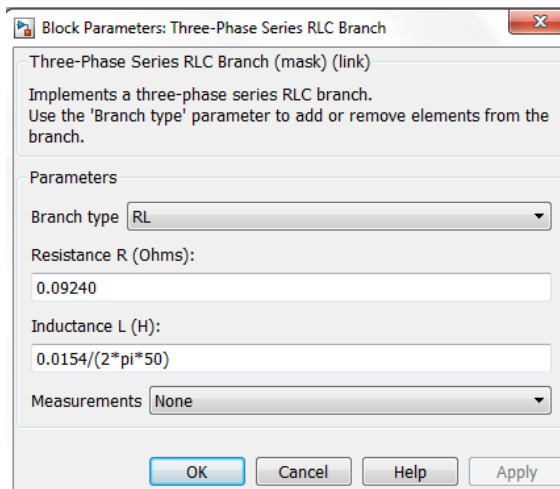 Block Parameters: Three-Phase Series RLC Branch
Three-Phase Series RLC Branch (mask) (link)
Implements a three-phase series RLC branch.
Use the 'Branch type' parameter to add or remove elements from the
branch.
Parameters
Branch type RL
Resistance R (Ohms):
0.09240
Inductance L (H):
0.0154/(2*pi*50)
Measurements None
OK Cancel Help Apply